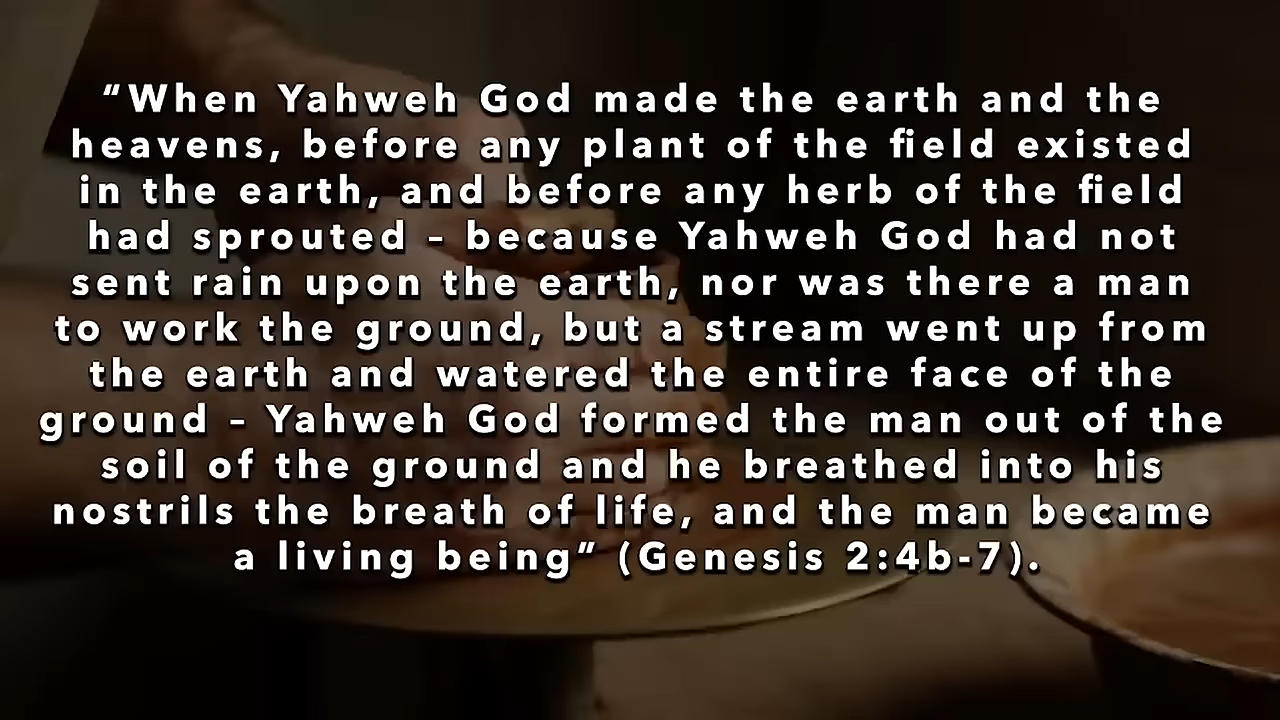 “When Yahweh God made the earth and the
heavens, before any plant of the field existed
in the earth, and before any herb of the field
had sprouted – because Yahweh God had not
sent rain upon the earth, nor was there a man
to work the ground, but a stream went up from
the earth and watered the entire face of the
ground – Yahweh God formed the man out of the
soil of the ground and he breathed into his
nostrils the breath of life, and the man became
a living being” (Genesis 2:4b-7).